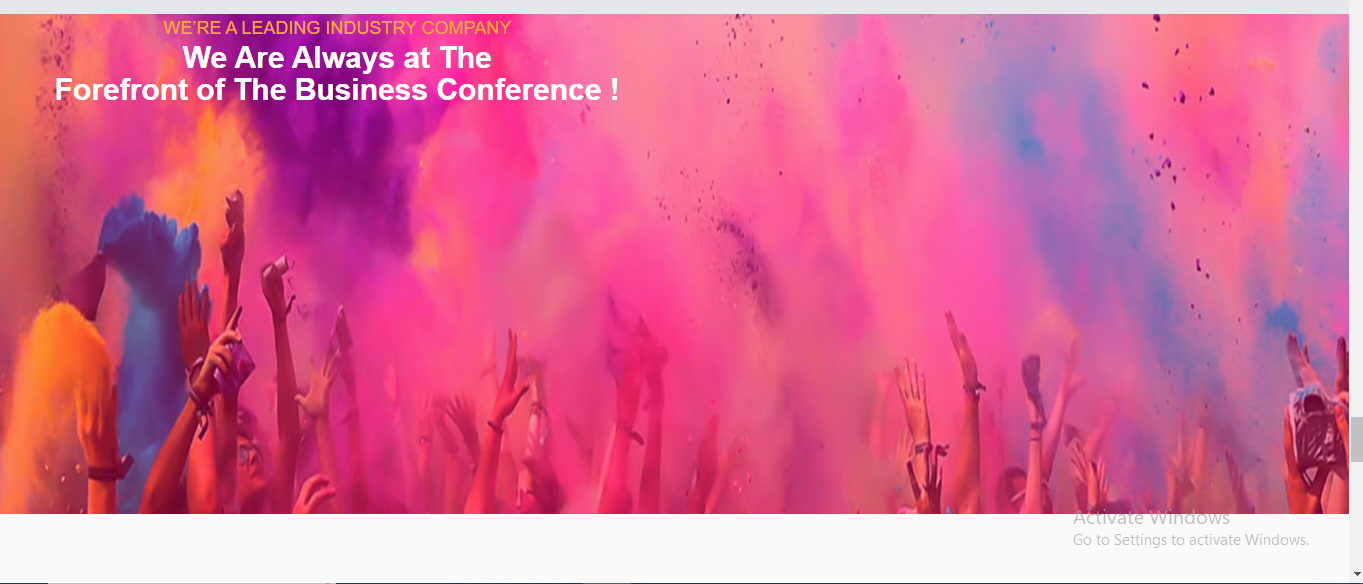 WE'RE A LEADING INDUSTRY COMPANY
We Are Always at The
Forefront of The Business Conference !
Activate Windows
Go to Settings to activate Windows.